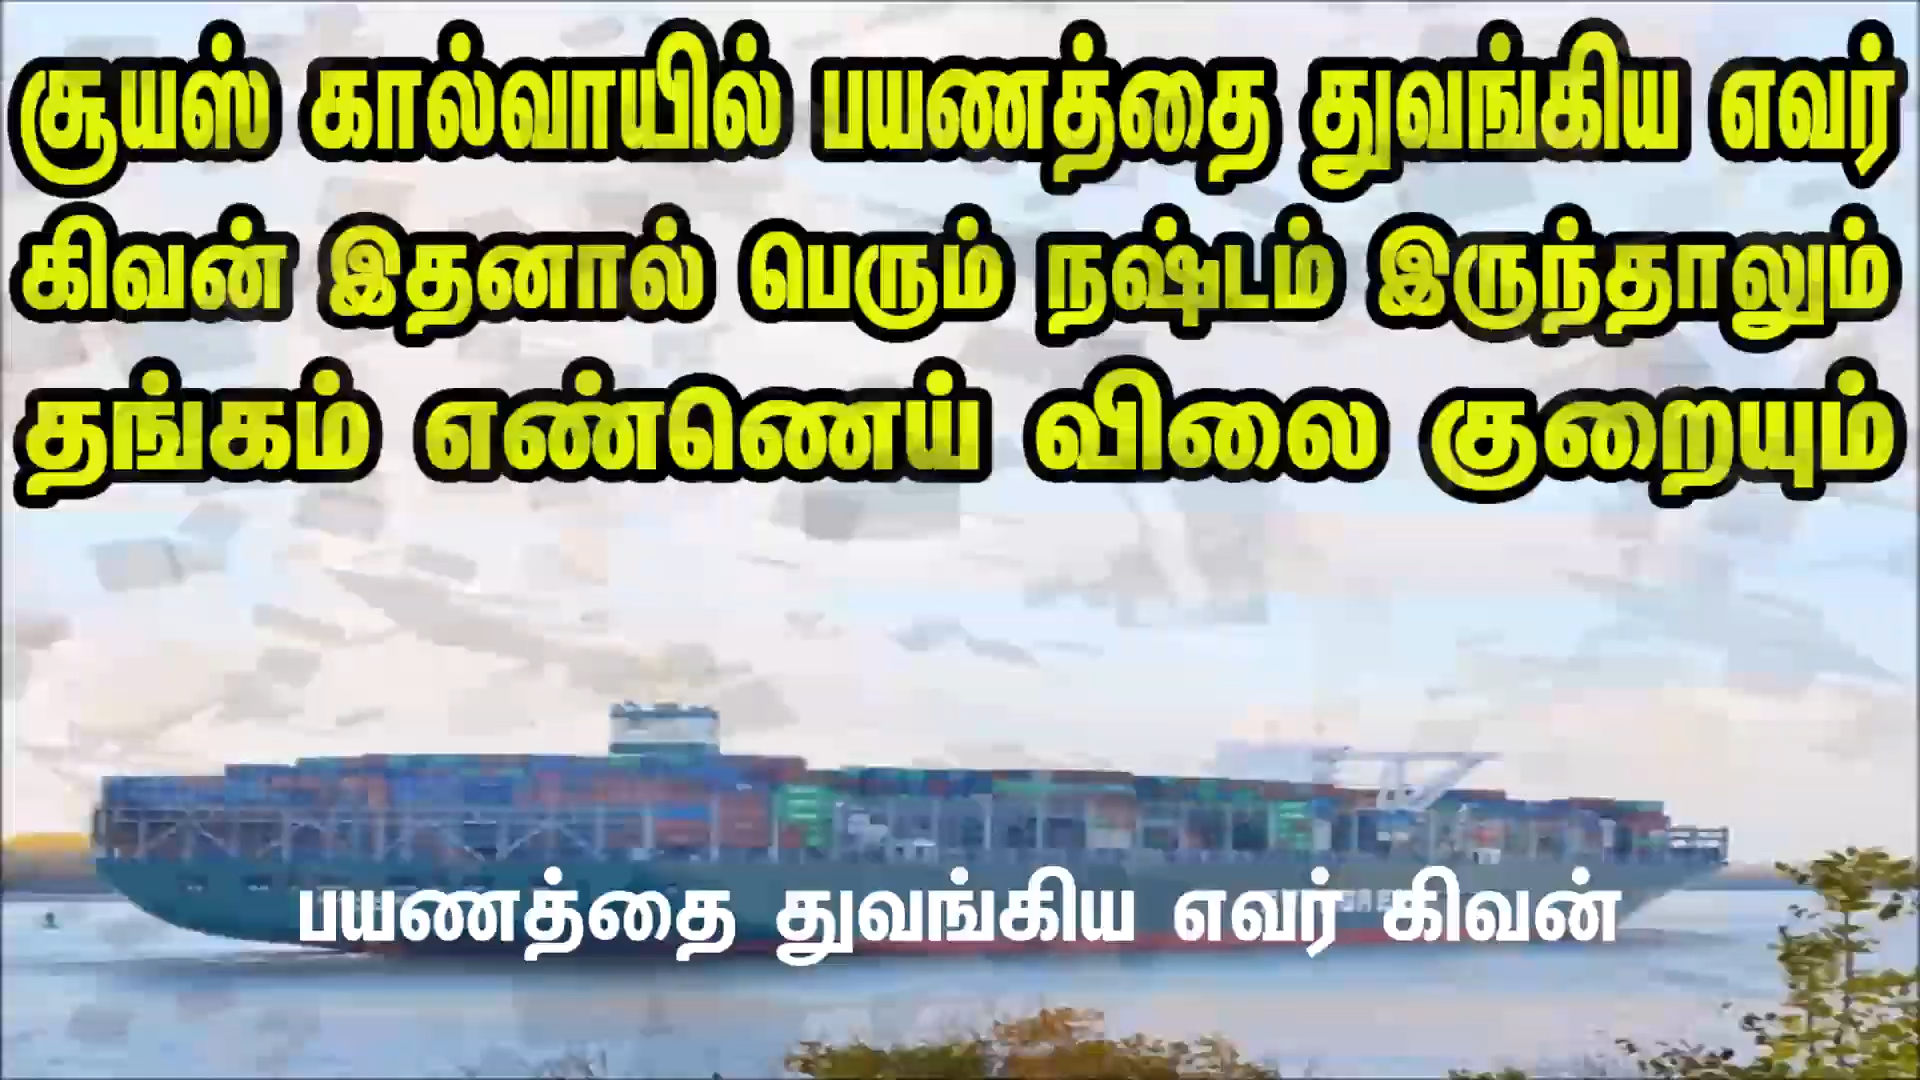 சூயஸ் கால்வாயில் பயணத்தை துவங்கிய எவர்
கிவன் இதனால் பெரும் நஷ்டம் இருந்தாலும்
தங்கம் எண்ணெய் விலை குறையும்
பயணத்தை துவங்கிய எவர் கிவன்